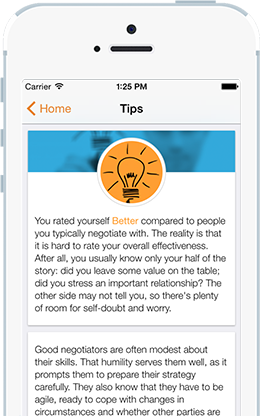 Carrier 1:25 PM
Home Tips
You rated yourself Better compared to people
you typically negotiate with. The reality is that
it is hard to rate your overall effectiveness.
After all, you usually know only your half of the
story: did you leave some value on the table;
did you stress an important relationship? The
other side may not tell you, so there's plenty
of room for self-doubt and worry.
Good negotiators are often modest about
their skills. That humility serves them well, as it
prompts them to prepare their strategy
carefully. They also know that they have to be
agile, ready to cope with changes in
circumstances and whether other parties are